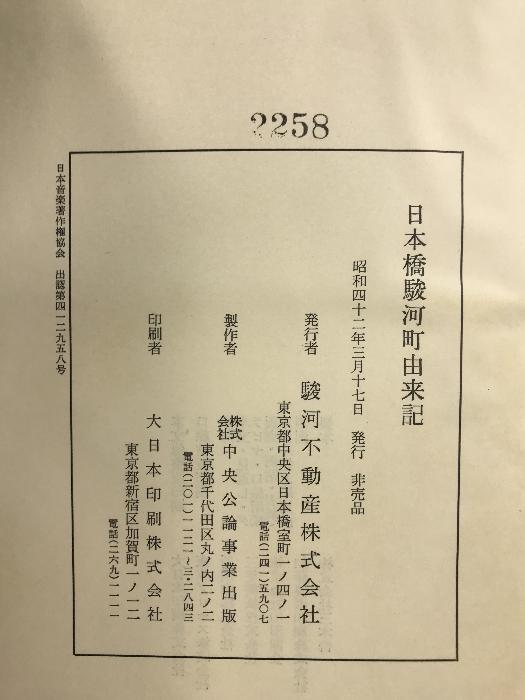 2258
日本橋駿河町由来記
昭和四十二年三月十七日 発行 非売品
発行者 駿河不動産株式会社
東京都中央区日本橋室町一ノ四ノ一
電話(二四一)五九〇七
製作者 株式会社 中央公論事業出版
東京都千代田区丸ノ内二ノ二
電話(二〇一)一一二一~三・二八四三
印刷者 大日本印刷株式会社
東京都新宿区加賀町一ノ一二
電話(二六九)一一一一
日本音楽著作権協会 出認第四一二九五八号